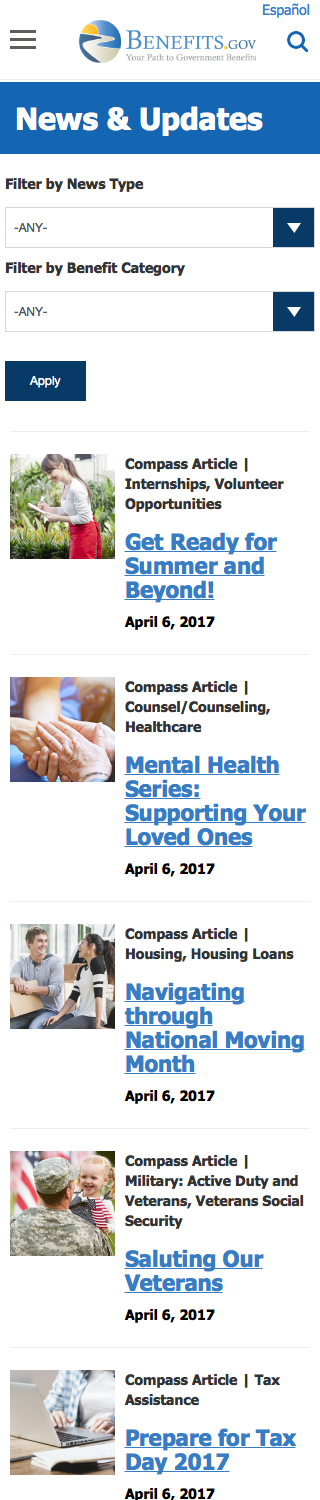 Español
BENEFITS.GOV
Your Path to Government Benefits
News & Updates
Filter by News Type
-ANY-
Filter by Benefit Category
-ANY-
Apply
Compass Article |
Internships, Volunteer
Opportunities
Get Ready for
Summer and
Beyond!
April 6, 2017
Compass Article |
Counsel/Counseling,
Healthcare
Mental Health
Series:
Supporting Your
Loved Ones
April 6, 2017
Compass Article |
Housing, Housing Loans
Navigating
through
National Moving
Month
April 6, 2017
Compass Article |
Military: Active Duty and
Veterans, Veterans Social
Security
Saluting Our
Veterans
April 6, 2017
Compass Article | Tax
Assistance
Prepare for Tax
Day 2017
April 6, 2017